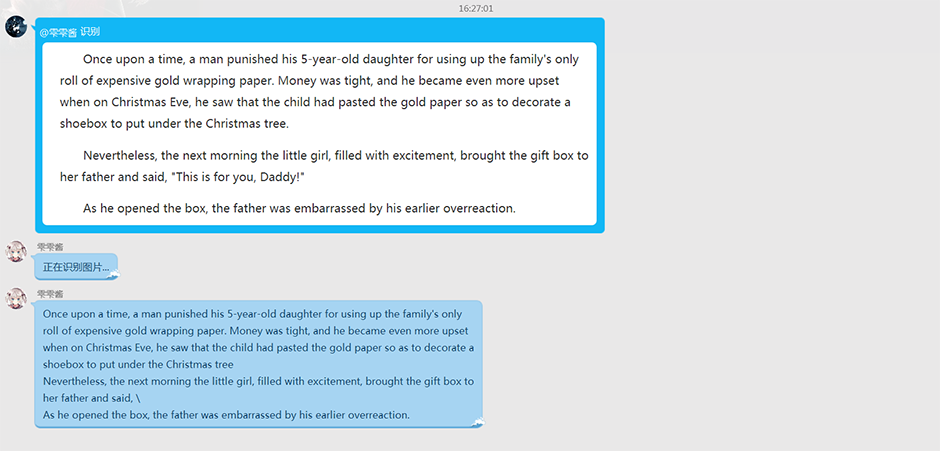 16:27:01
@雫雫酱 识别
Once upon a time, a man punished his 5-year-old daughter for using up the family's only
roll of expensive gold wrapping paper. Money was tight, and he became even more upset
when on Christmas Eve, he saw that the child had pasted the gold paper so as to decorate a
shoebox to put under the Christmas tree.
Nevertheless, the next morning the little girl, filled with excitement, brought the gift box to
her father and said, "This is for you, Daddy!"
As he opened the box, the father was embarrassed by his earlier overreaction.
雫雫酱
正在识别图片...
雫雫酱
Once upon a time, a man punished his 5-year-old daughter for using up the family's only
roll of expensive gold wrapping paper. Money was tight, and he became even more upset
when on Christmas Eve, he saw that the child had pasted the gold paper so as to decorate a
shoebox to put under the Christmas tree
Nevertheless, the next morning the little girl, filled with excitement, brought the gift box to
her father and said, \
As he opened the box, the father was embarrassed by his earlier overreaction.